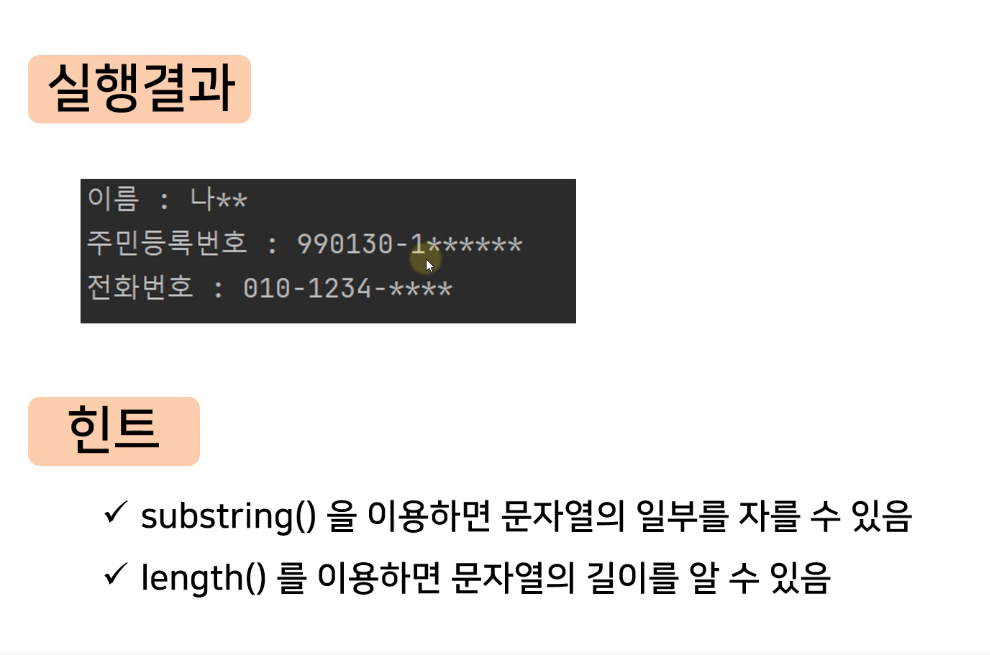 실행결과
이름 : 나**
주민등록번호 : 990130-1******
전화번호 : 010-1234-****
힌트
✓ substring() 을 이용하면 문자열의 일부를 자를 수 있음
✓ length() 를 이용하면 문자열의 길이를 알 수 있음